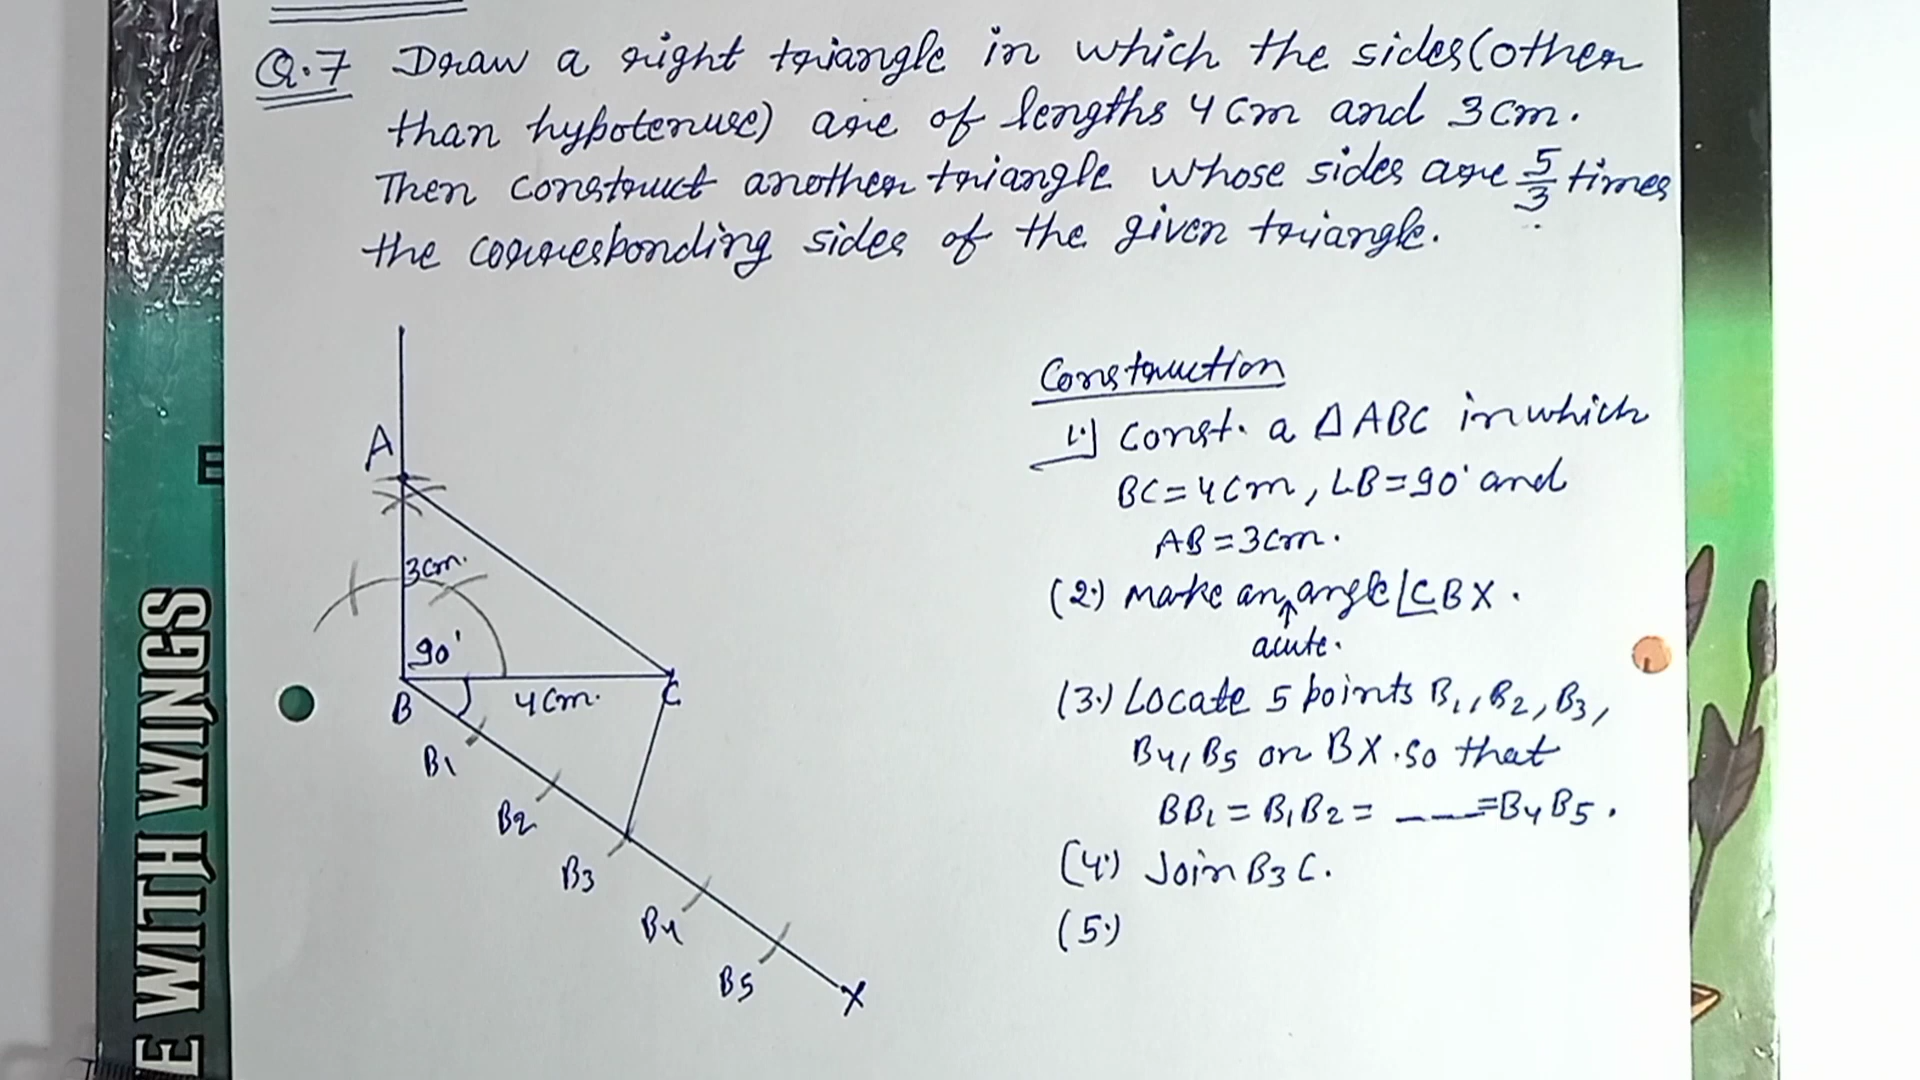 Q.7 Draw a right triangle in which the sides (other
than hypotenuse) are of lengths 4 cm and 3 cm.
Then construct another triangle whose sides are 5/3 times
the corresponding sides of the given triangle.
A
3cm.
90°
B
4cm.
C
B1
B2
B3
B4
B5
X
Construction
1.) Const. a △ABC in which
BC = 4cm, ∠B = 90° and
AB = 3cm.
(2.) Make an angle ∠CBX.
acute.
(3.) Locate 5 points B1, B2, B3,
B4, B5 on BX. so that
BB1 = B1B2 = ___ = B4B5.
(4.) Join B3C.
(5.)
E WITH WINGS